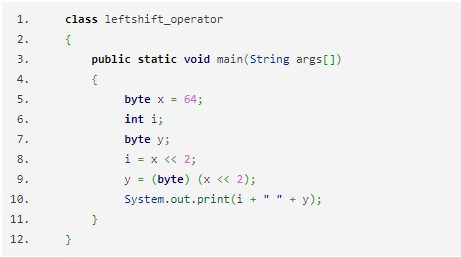 1. class leftshift_operator
2. {
3. public static void main(String args[])
4. {
5. byte x = 64;
6. int i;
7. byte y;
8. i = x << 2;
9. y = (byte) (x << 2);
10. System.out.print(i + " " + y);
11. }
12. }